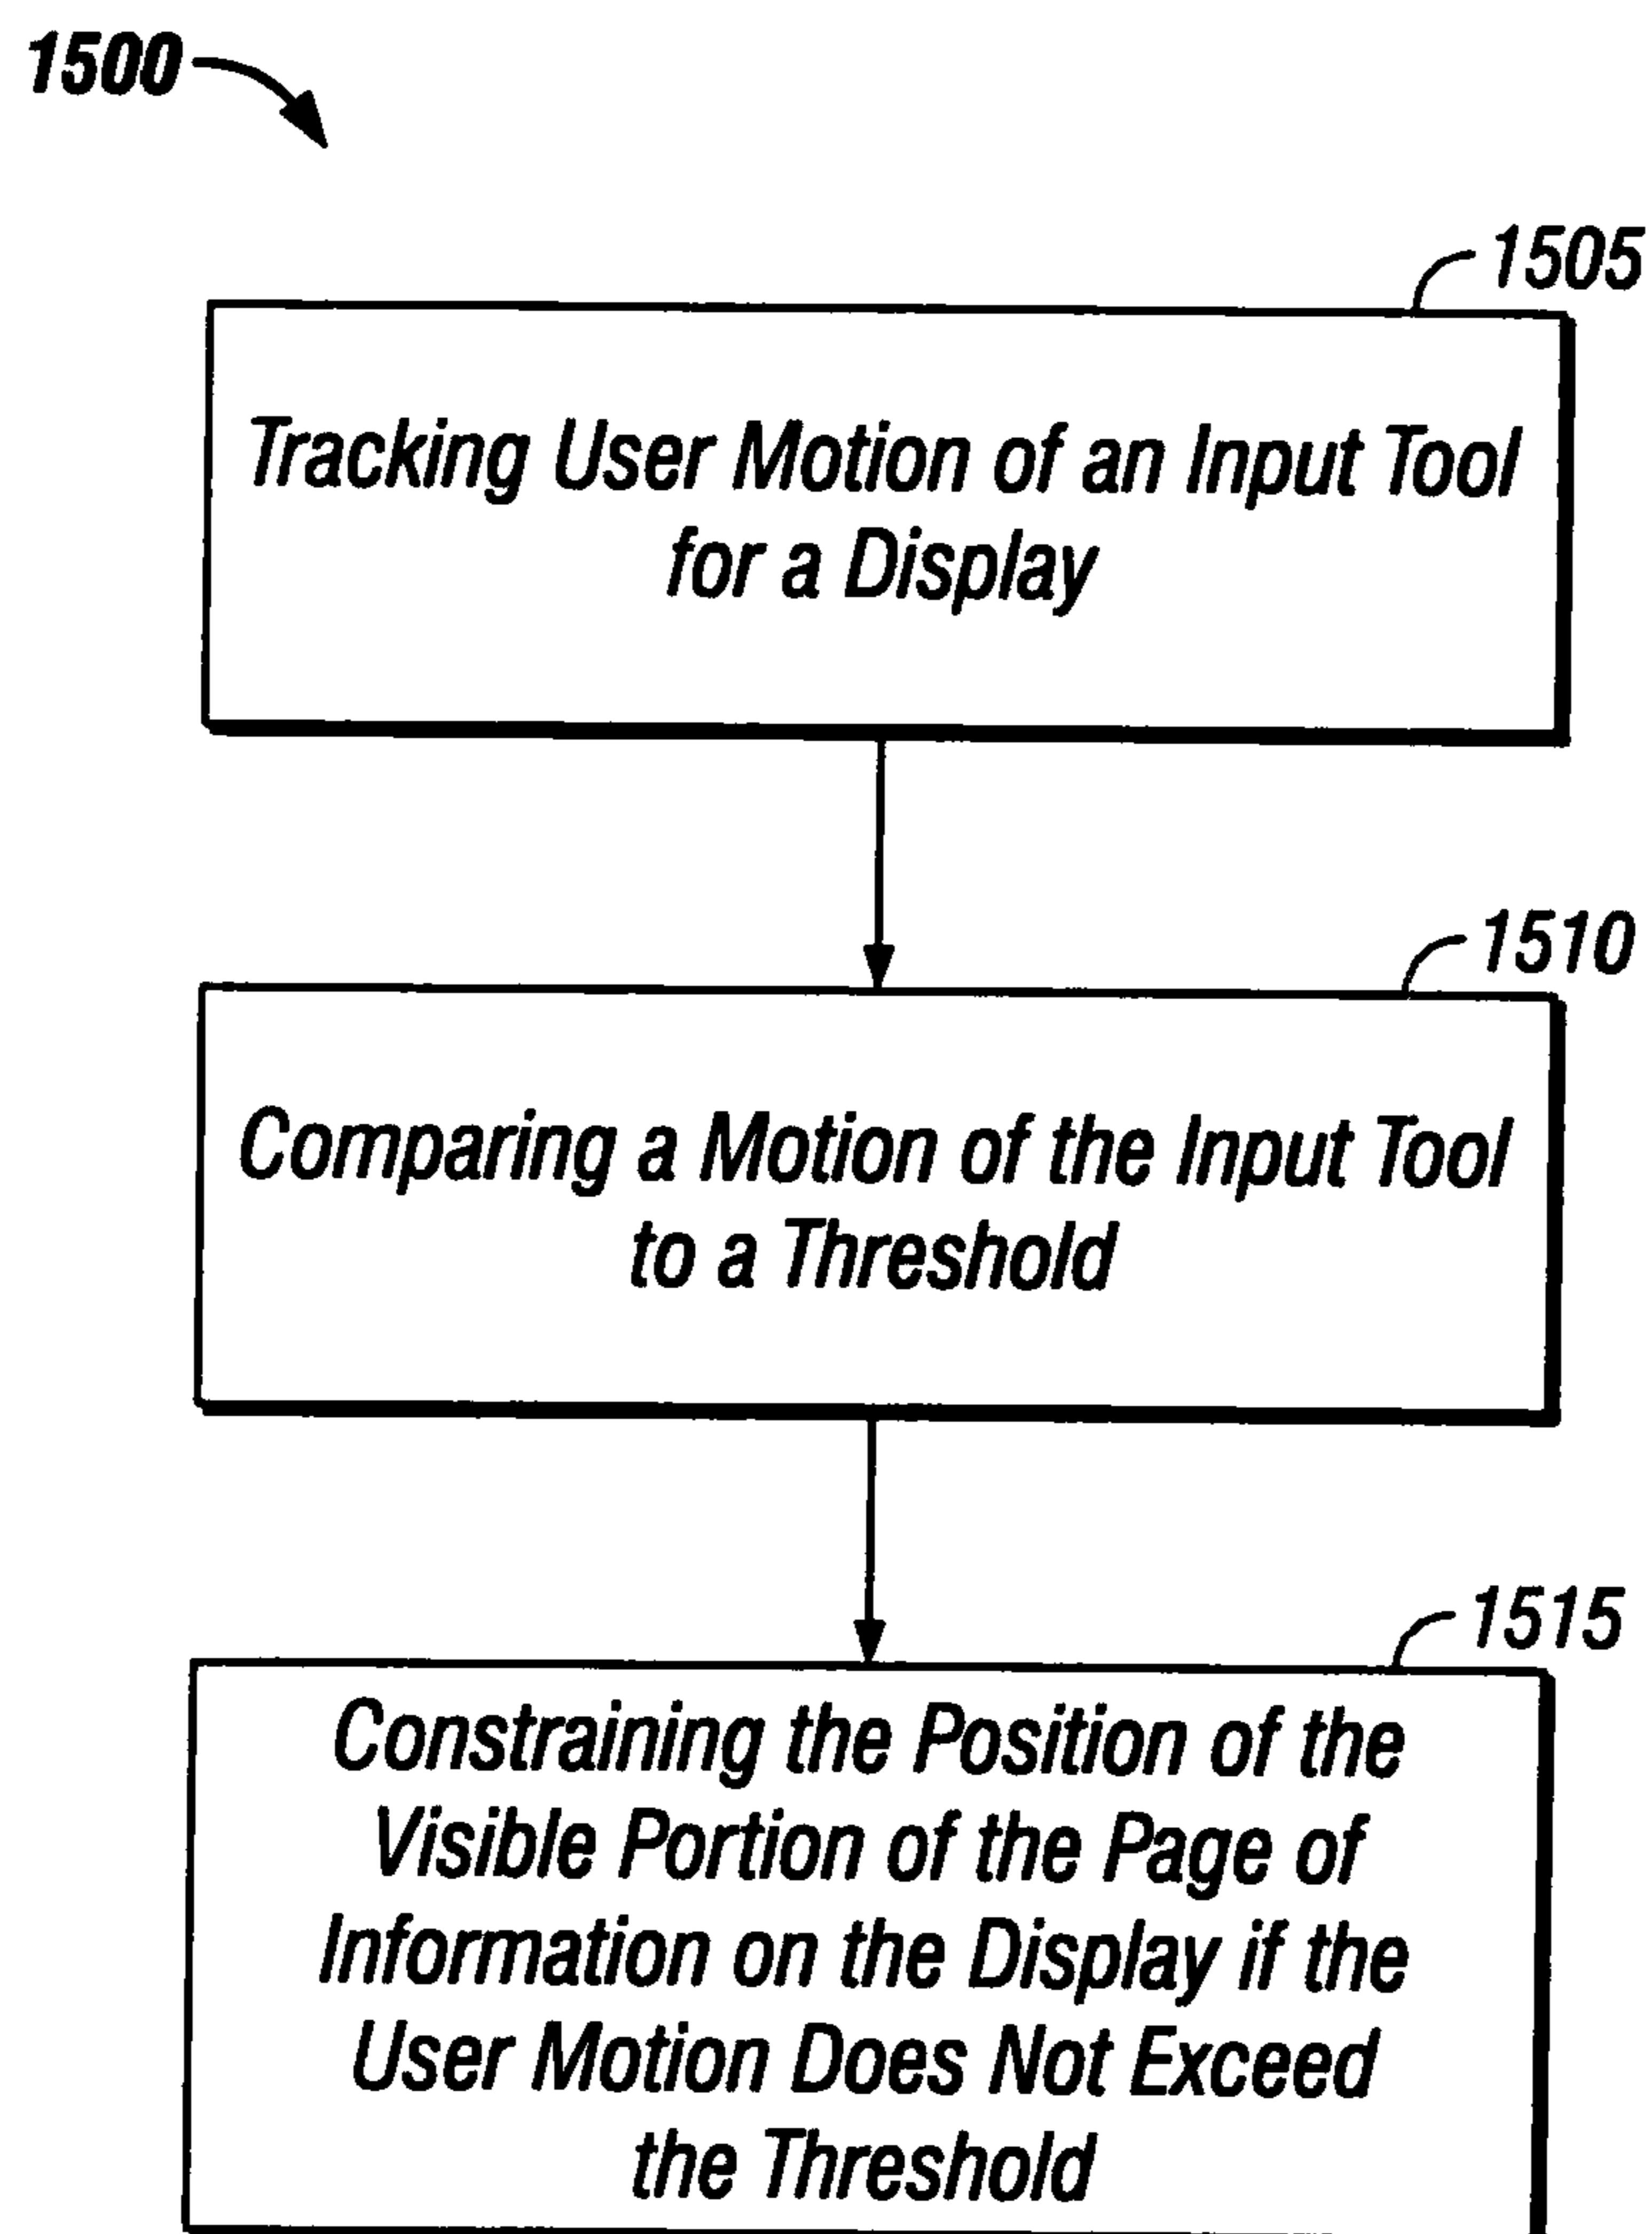 1500
1505
Tracking User Motion of an Input Tool
for a Display
1510
Comparing a Motion of the Input Tool
to a Threshold
1515
Constraining the Position of the
Visible Portion of the Page of
Information on the Display if the
User Motion Does Not Exceed
the Threshold